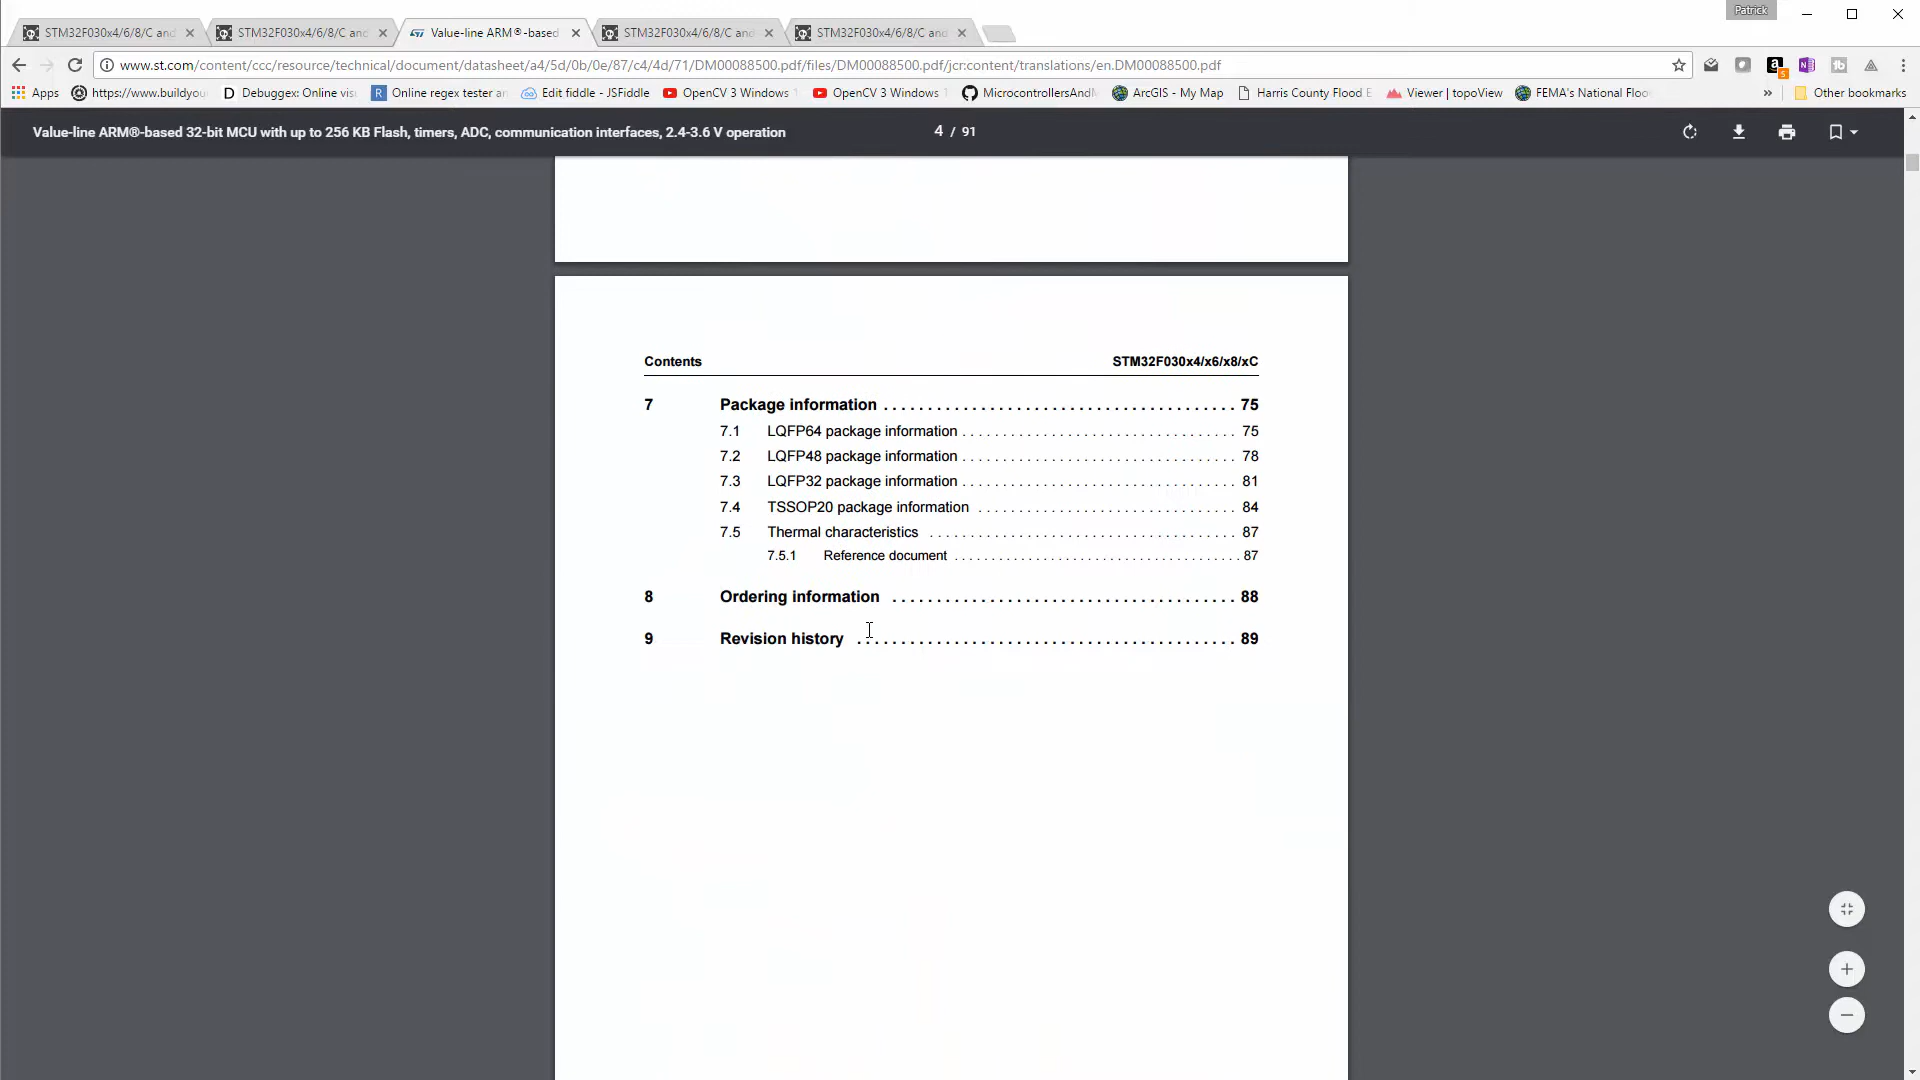 Patrick
STM32F030x4/6/8/C and
STM32F030x4/6/8/C and
Value-line ARM®-based
STM32F030x4/6/8/C and
STM32F030x4/6/8/C and
www.st.com/content/ccc/resource/technical/document/datasheet/a4/5d/0b/0e/87/c4/4d/71/DM00088500.pdf/files/DM00088500.pdf/jcr:content/translations/en.DM00088500.pdf
Apps https://www.buildyou Debuggex: Online visu Online regex tester an Edit fiddle - JSFiddle OpenCV 3 Windows OpenCV 3 Windows MicrocontrollersAndM ArcGIS - My Map Harris County Flood E Viewer | topoView FEMA's National Floo » Other bookmarks
Value-line ARM®-based 32-bit MCU with up to 256 KB Flash, timers, ADC, communication interfaces, 2.4-3.6 V operation 4 / 91
Contents STM32F030x4/x6/x8/xC
7 Package information . . . . . . . . . . . . . . . . . . . . . . . . . . . . . . . . . . . . . . . 75
7.1 LQFP64 package information . . . . . . . . . . . . . . . . . . . . . . . . . . . . . . . 75
7.2 LQFP48 package information . . . . . . . . . . . . . . . . . . . . . . . . . . . . . . . 78
7.3 LQFP32 package information . . . . . . . . . . . . . . . . . . . . . . . . . . . . . . . 81
7.4 TSSOP20 package information . . . . . . . . . . . . . . . . . . . . . . . . . . . . . . 84
7.5 Thermal characteristics . . . . . . . . . . . . . . . . . . . . . . . . . . . . . . . . . . . 87
7.5.1 Reference document . . . . . . . . . . . . . . . . . . . . . . . . . . . . . . . . . . . 87
8 Ordering information . . . . . . . . . . . . . . . . . . . . . . . . . . . . . . . . . . . . . . 88
9 Revision history . . . . . . . . . . . . . . . . . . . . . . . . . . . . . . . . . . . . . . . . . . 89